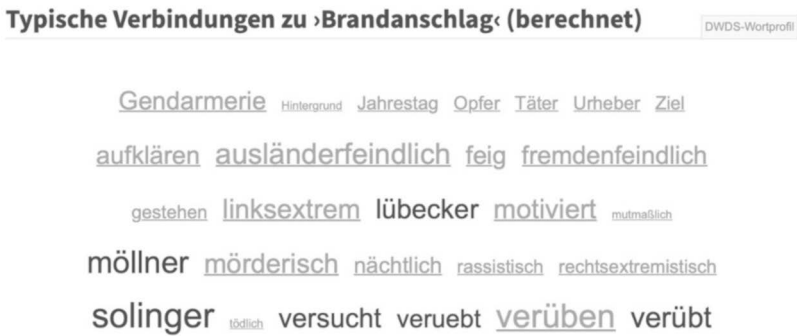 Typische Verbindungen zu ›Brandanschlag‹ (berechnet)
DWDS-Wortprofil
Gendarmerie Hintergrund Jahrestag Opfer Täter Urheber Ziel
aufklären ausländerfeindlich feig fremdenfeindlich
gestehen linksextrem lübecker motiviert mutmaßlich
möllner mörderisch nächtlich rassistisch rechtsextremistisch
solinger tödlich versucht veruebt verüben verübt